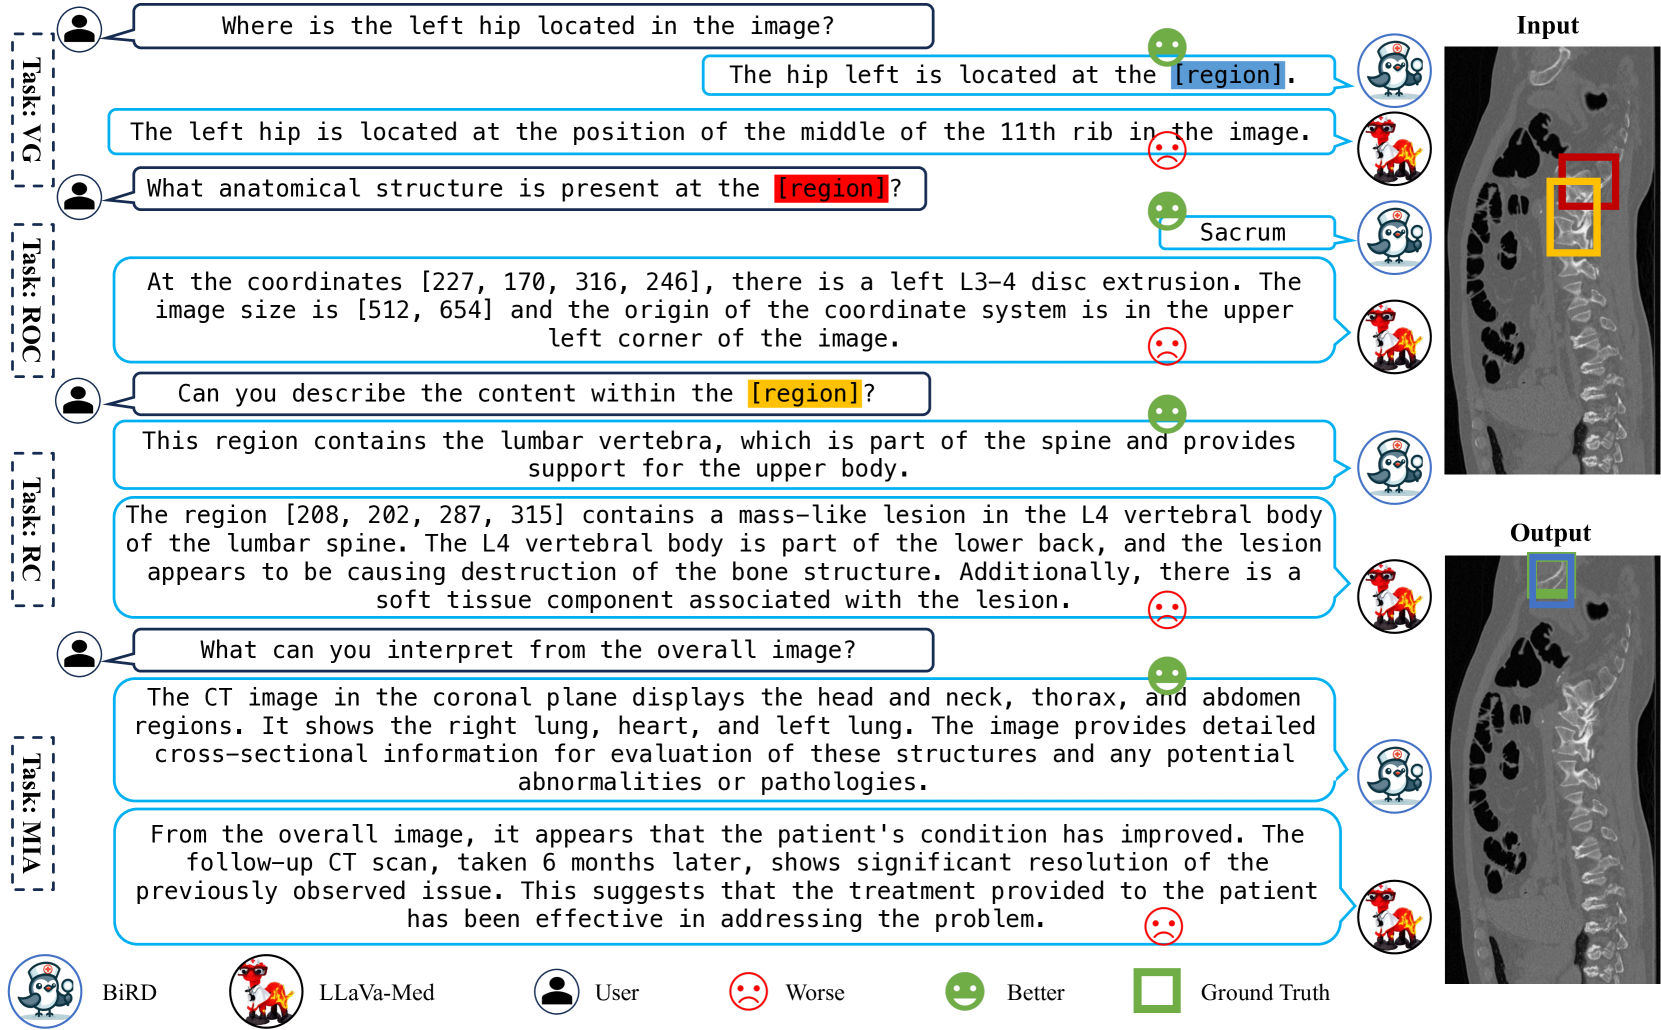 Where is the left hip located in the image?
Input
The hip left is located at the [region].
Task: VG
The left hip is located at the position of the middle of the 11th rib in the image.
What anatomical structure is present at the [region]?
Sacrum
Task: ROC
At the coordinates [227, 170, 316, 246], there is a left L3-4 disc extrusion. The
image size is [512, 654] and the origin of the coordinate system is in the upper
left corner of the image.
Can you describe the content within the [region]?
This region contains the lumbar vertebra, which is part of the spine and provides
support for the upper body.
Task: RC
The region [208, 202, 287, 315] contains a mass-like lesion in the L4 vertebral body
of the lumbar spine. The L4 vertebral body is part of the lower back, and the lesion
appears to be causing destruction of the bone structure. Additionally, there is a
soft tissue component associated with the lesion.
Output
What can you interpret from the overall image?
The CT image in the coronal plane displays the head and neck, thorax, and abdomen
regions. It shows the right lung, heart, and left lung. The image provides detailed
cross-sectional information for evaluation of these structures and any potential
abnormalities or pathologies.
Task: MIA
From the overall image, it appears that the patient's condition has improved. The
follow-up CT scan, taken 6 months later, shows significant resolution of the
previously observed issue. This suggests that the treatment provided to the patient
has been effective in addressing the problem.
BiRD
LLaVa-Med
User
Worse
Better
Ground Truth